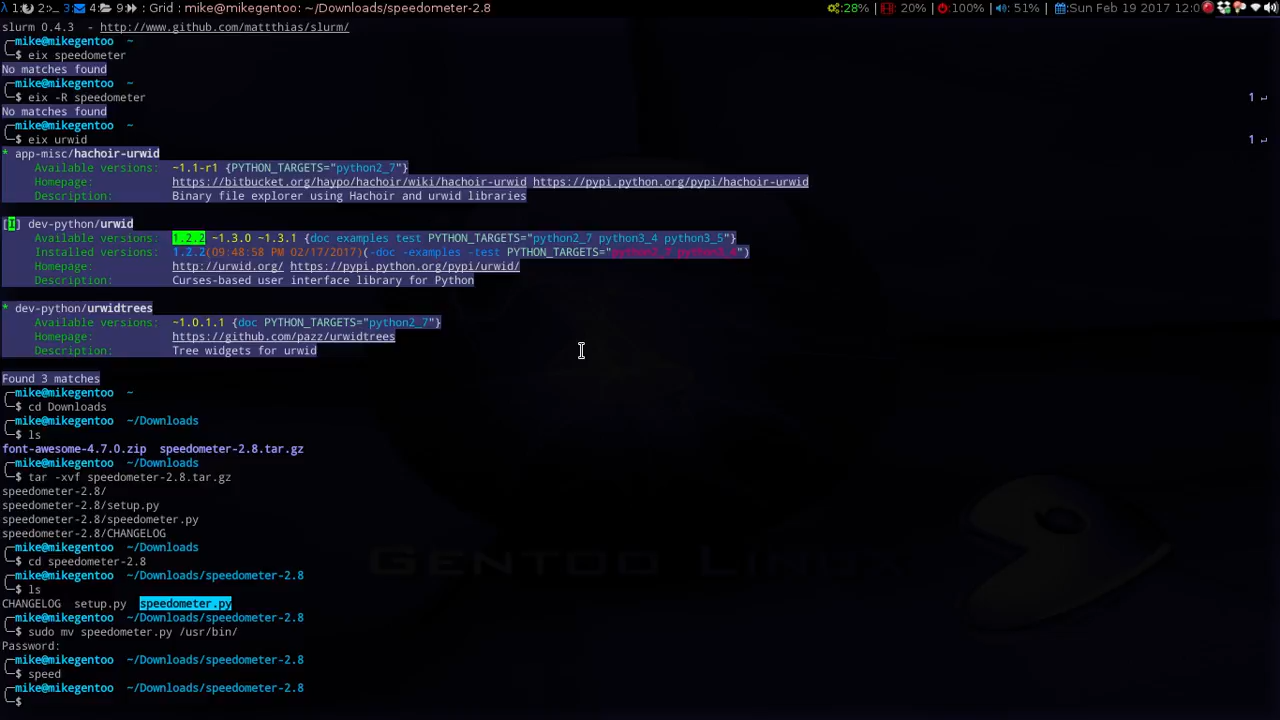 1: 2: 3: 4: 9 : Grid : mike@mikegentoo: ~/Downloads/speedometer-2.8 :28% | : 20% | :100% | : 51% | :Sun Feb 19 2017 12:0
slurm 0.4.3 - http://www.github.com/mattthias/slurm/
mike@mikegentoo ~
$ eix speedometer
No matches found
mike@mikegentoo ~
$ eix -R speedometer 1 ↵
No matches found
mike@mikegentoo ~
$ eix urwid 1 ↵
* app-misc/hachoir-urwid
Available versions: ~1.1-r1 {PYTHON_TARGETS="python2_7"}
Homepage: https://bitbucket.org/haypo/hachoir/wiki/hachoir-urwid https://pypi.python.org/pypi/hachoir-urwid
Description: Binary file explorer using Hachoir and urwid libraries
[I] dev-python/urwid
Available versions: 1.2.2 ~1.3.0 ~1.3.1 {doc examples test PYTHON_TARGETS="python2_7 python3_4 python3_5"}
Installed versions: 1.2.2(09:48:58 PM 02/17/2017)(-doc -examples -test PYTHON_TARGETS="python2_7 python3_4")
Homepage: http://urwid.org/ https://pypi.python.org/pypi/urwid/
Description: Curses-based user interface library for Python
* dev-python/urwidtrees
Available versions: ~1.0.1.1 {doc PYTHON_TARGETS="python2_7"}
Homepage: https://github.com/pazz/urwidtrees
Description: Tree widgets for urwid
Found 3 matches
mike@mikegentoo ~
$ cd Downloads
mike@mikegentoo ~/Downloads
$ ls
font-awesome-4.7.0.zip speedometer-2.8.tar.gz
mike@mikegentoo ~/Downloads
$ tar -xvf speedometer-2.8.tar.gz
speedometer-2.8/
speedometer-2.8/setup.py
speedometer-2.8/speedometer.py
speedometer-2.8/CHANGELOG
mike@mikegentoo ~/Downloads
$ cd speedometer-2.8
mike@mikegentoo ~/Downloads/speedometer-2.8
$ ls
CHANGELOG setup.py speedometer.py
mike@mikegentoo ~/Downloads/speedometer-2.8
$ sudo mv speedometer.py /usr/bin/
Password:
mike@mikegentoo ~/Downloads/speedometer-2.8
$ speed
mike@mikegentoo ~/Downloads/speedometer-2.8
$
GENTOO LINUX